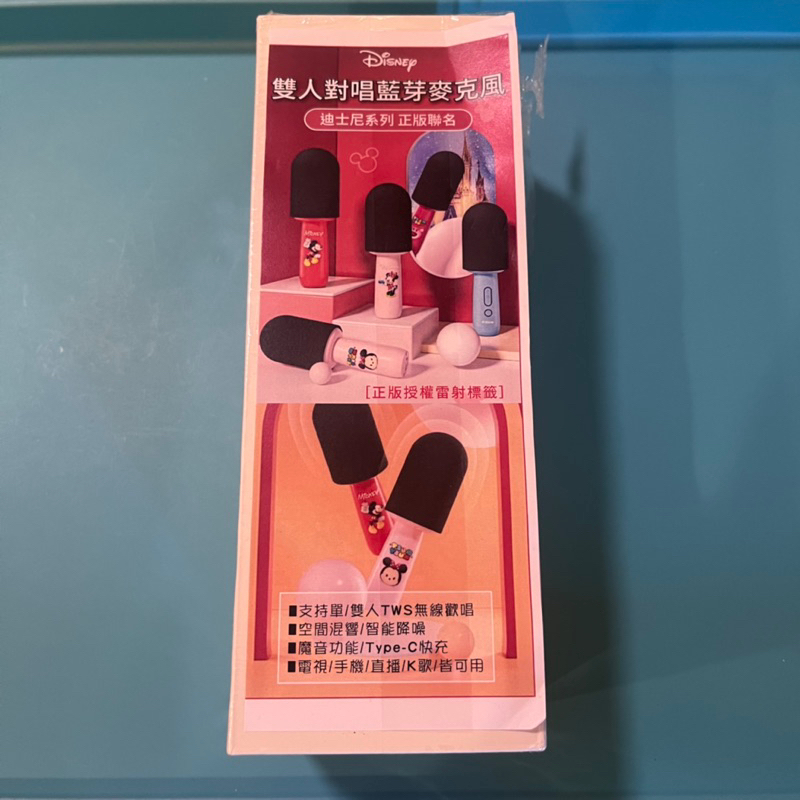 Disney
雙人對唱藍芽麥克風
迪士尼系列 正版聯名
[正版授權雷射標籤]
■支持單/雙人TWS無線歡唱
■空間混響/智能降噪
■魔音功能/Type-C快充
■電視/手機/直播/K歌/皆可用